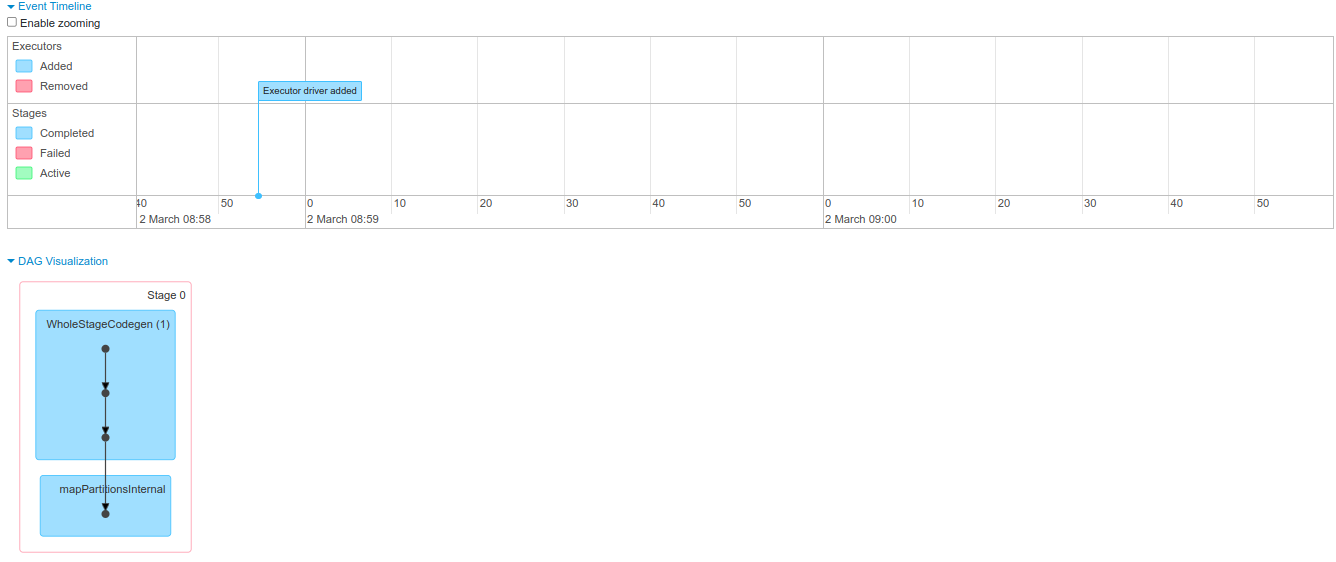 Event Timeline
Enable zooming
Executors
Added
Removed
Executor driver added
Stages
Completed
Failed
Active
40 50 0 10 20 30 40 50 0 10 20 30 40 50
2 March 08:58 2 March 08:59 2 March 09:00
DAG Visualization
Stage 0
WholeStageCodegen (1)
mapPartitionsInternal